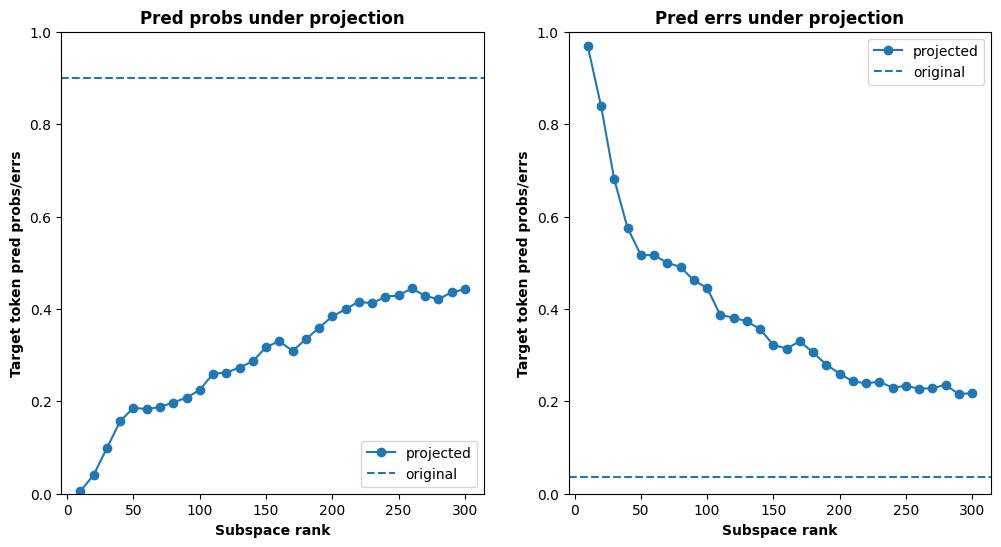 Pred probs under projection
Target token pred probs/errs
1.0
0.8
0.6
0.4
0.2
0.0
0 50 100 150 200 250 300
Subspace rank
projected
original
Pred errs under projection
Target token pred probs/errs
1.0
0.8
0.6
0.4
0.2
0.0
0 50 100 150 200 250 300
Subspace rank
projected
original